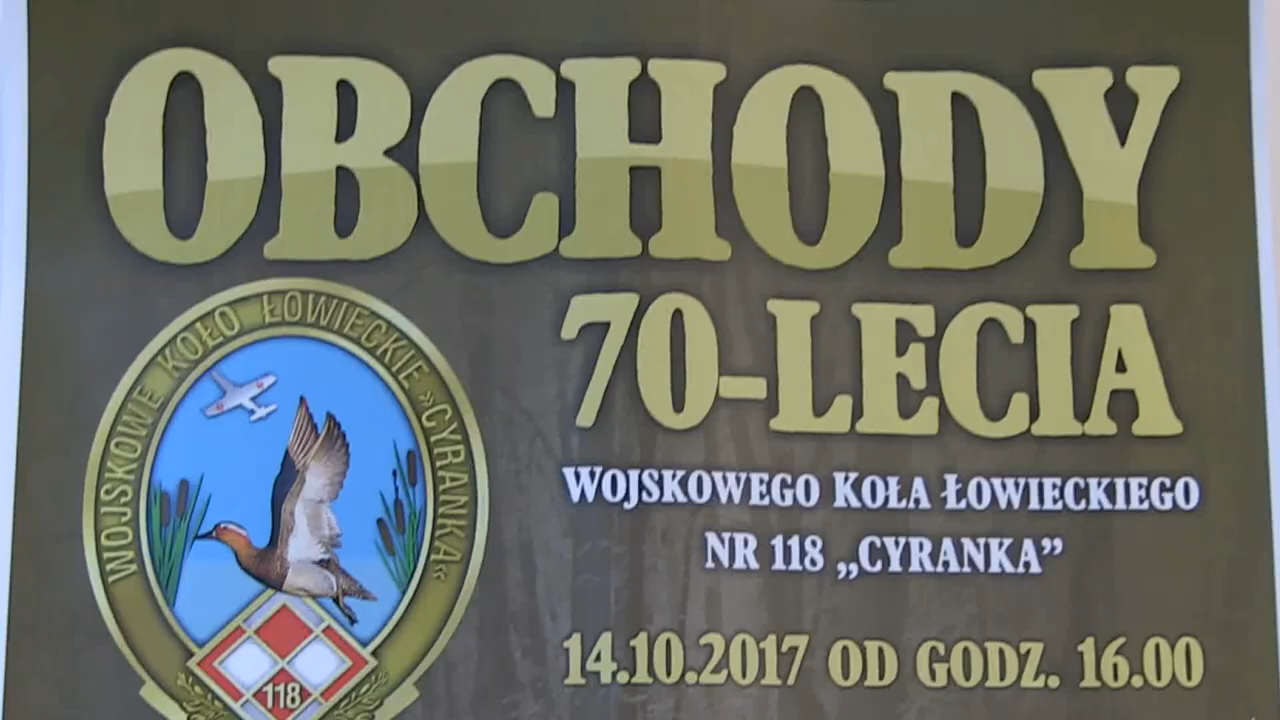 OBCHODY
70-LECIA
WOJSKOWEGO KOŁA ŁOWIECKIEGO
NR 118 „CYRANKA”
14.10.2017 OD GODZ. 16.00
WOJSKOWE KOŁO ŁOWIECKIE »CYRANKA«
118